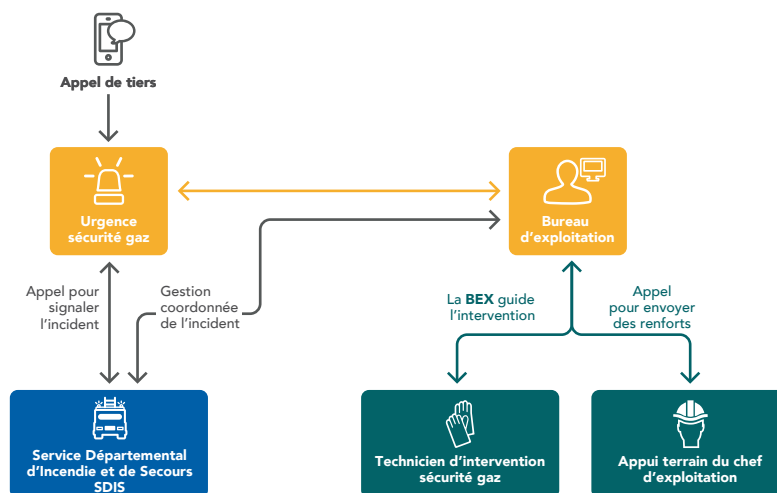 Appel de tiers
Urgence
sécurité gaz
Bureau
d'exploitation
Appel pour
signaler
l'incident
Gestion
coordonnée
de l'incident
La BEX guide
l'intervention
Appel
pour envoyer
des renforts
Service Départemental
d'Incendie et de Secours
SDIS
Technicien d'intervention
sécurité gaz
Appui terrain du chef
d'exploitation